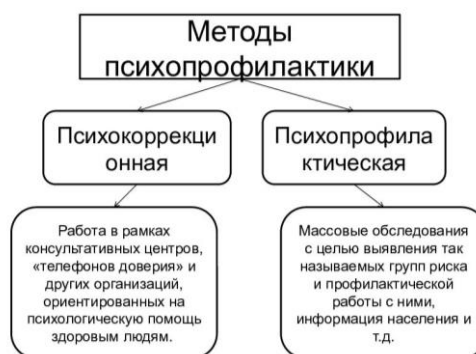 Методы
психопрофилактики
Психокоррекци
онная
Психопрофила
ктическая
Работа в рамках
консультативных центров,
«телефонов доверия» и
других организаций,
ориентированных на
психологическую помощь
здоровым людям.
Массовые обследования
с целью выявления так
называемых групп риска
и профилактической
работы с ними,
информация населения и
т.д.